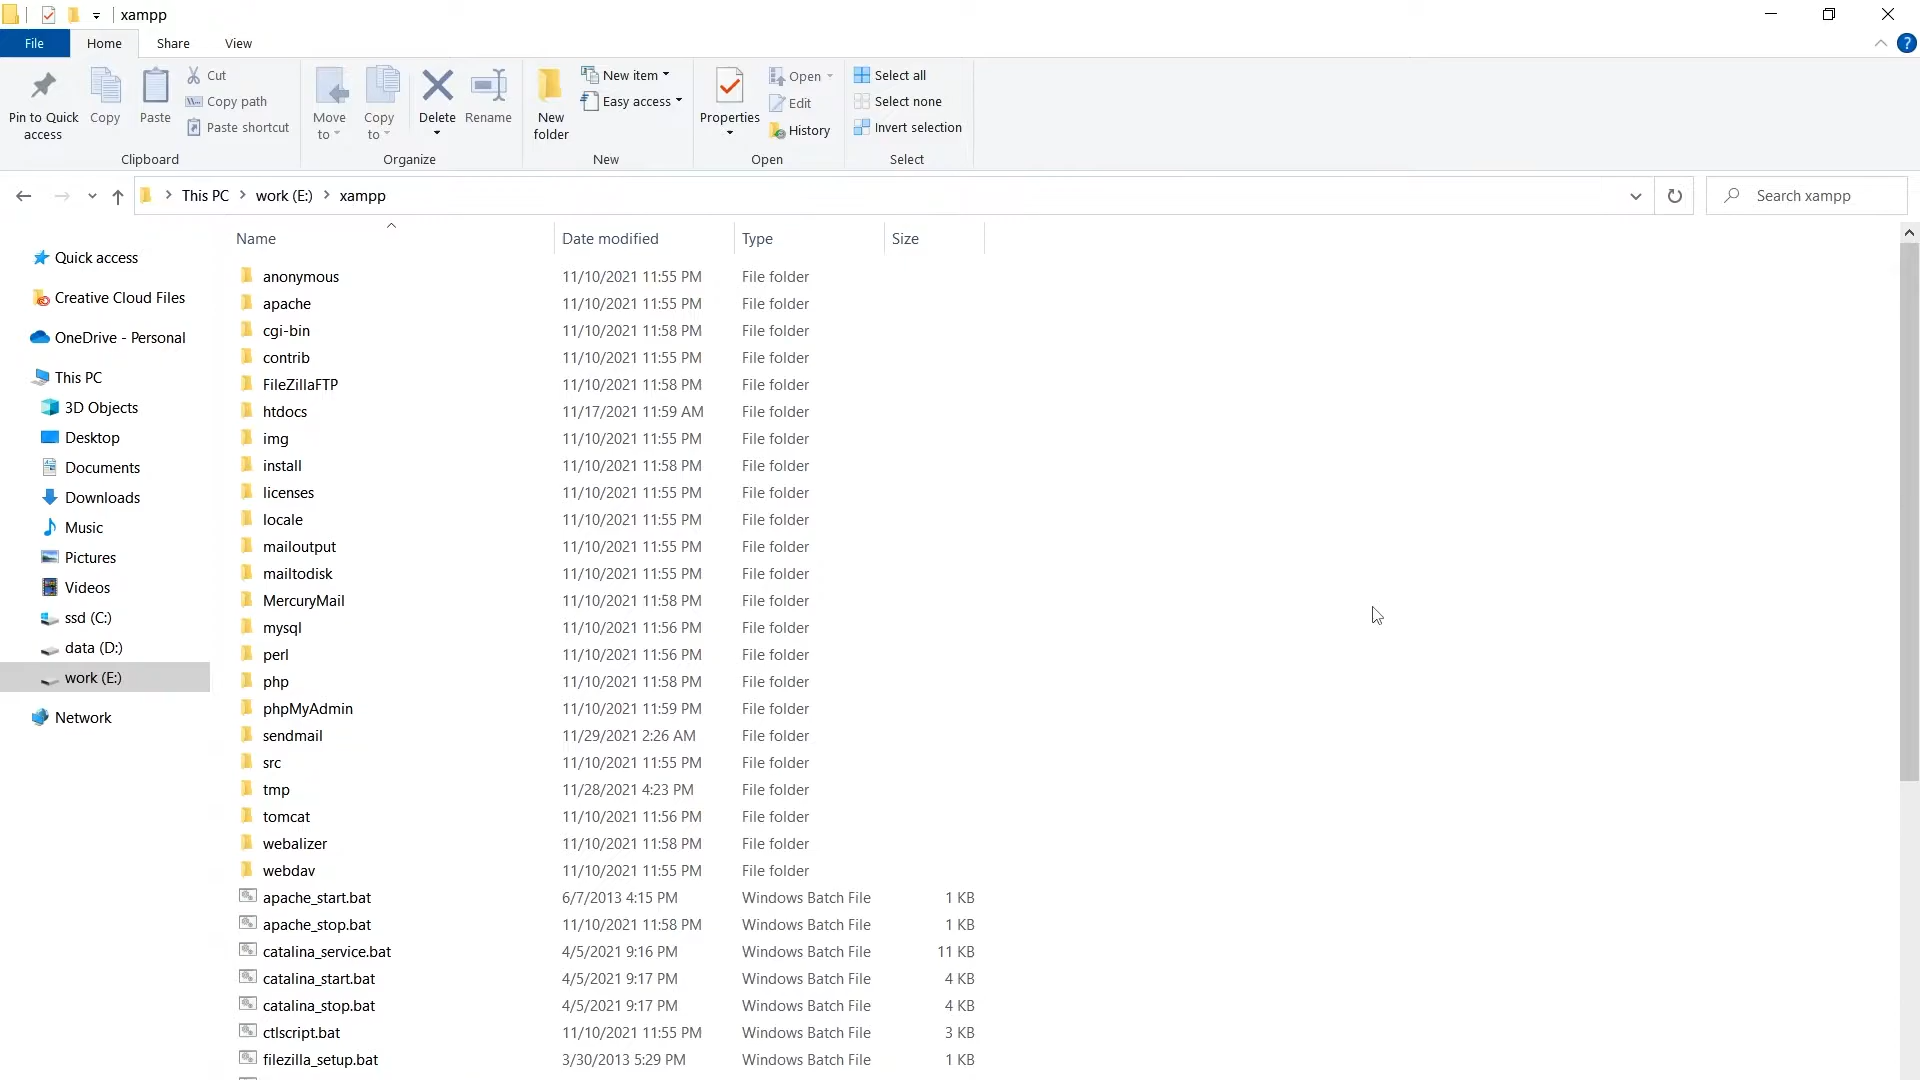 xampp
File Home Share View
Pin to Quick access
Copy
Paste
Cut
Copy path
Paste shortcut
Clipboard
Move to
Copy to
Delete
Rename
Organize
New folder
New item
Easy access
New
Properties
Open
Edit
History
Open
Select all
Select none
Invert selection
Select
This PC > work (E:) > xampp
Search xampp
Quick access
Creative Cloud Files
OneDrive - Personal
This PC
3D Objects
Desktop
Documents
Downloads
Music
Pictures
Videos
ssd (C:)
data (D:)
work (E:)
Network
Name Date modified Type Size
anonymous 11/10/2021 11:55 PM File folder
apache 11/10/2021 11:55 PM File folder
cgi-bin 11/10/2021 11:58 PM File folder
contrib 11/10/2021 11:55 PM File folder
FileZillaFTP 11/10/2021 11:58 PM File folder
htdocs 11/17/2021 11:59 AM File folder
img 11/10/2021 11:55 PM File folder
install 11/10/2021 11:58 PM File folder
licenses 11/10/2021 11:55 PM File folder
locale 11/10/2021 11:55 PM File folder
mailoutput 11/10/2021 11:55 PM File folder
mailtodisk 11/10/2021 11:55 PM File folder
MercuryMail 11/10/2021 11:58 PM File folder
mysql 11/10/2021 11:56 PM File folder
perl 11/10/2021 11:56 PM File folder
php 11/10/2021 11:58 PM File folder
phpMyAdmin 11/10/2021 11:59 PM File folder
sendmail 11/29/2021 2:26 AM File folder
src 11/10/2021 11:55 PM File folder
tmp 11/28/2021 4:23 PM File folder
tomcat 11/10/2021 11:56 PM File folder
webalizer 11/10/2021 11:58 PM File folder
webdav 11/10/2021 11:55 PM File folder
apache_start.bat 6/7/2013 4:15 PM Windows Batch File 1 KB
apache_stop.bat 11/10/2021 11:58 PM Windows Batch File 1 KB
catalina_service.bat 4/5/2021 9:16 PM Windows Batch File 11 KB
catalina_start.bat 4/5/2021 9:17 PM Windows Batch File 4 KB
catalina_stop.bat 4/5/2021 9:17 PM Windows Batch File 4 KB
ctlscript.bat 11/10/2021 11:55 PM Windows Batch File 3 KB
filezilla_setup.bat 3/30/2013 5:29 PM Windows Batch File 1 KB